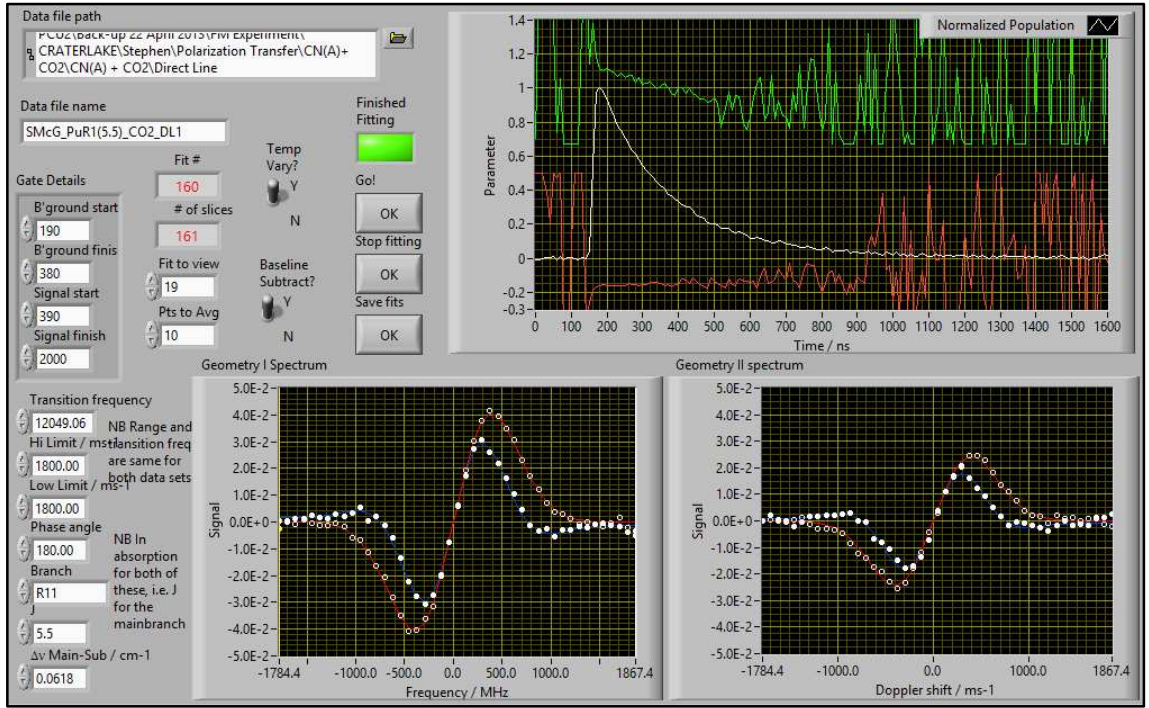 Data file path
PCO2\Back-up 22 April 2015\FM Experiment\
CRATERLAKE\Stephen\Polarization Transfer\CN(A)+
CO2\CN(A) + CO2\Direct Line
Data file name
SMcG_PuR1(5.5)_CO2_DL1
Finished
Fitting
Fit #
160
# of slices
161
Temp
Vary?
Y
N
Go!
OK
Stop fitting
OK
Save fits
OK
Gate Details
B'ground start
190
B'ground finis
380
Signal start
390
Signal finish
2000
Fit to view
19
Pts to Avg
10
Baseline
Subtract?
Y
N
Normalized Population
Parameter
1.4
1.2
1
0.8
0.6
0.4
0.2
0
-0.2
-0.3
0 100 200 300 400 500 600 700 800 900 1000 1100 1200 1300 1400 1500 1600
Time / ns
Transition frequency
12049.06
Hi Limit / ms-1
1800.00
Low Limit / ms-1
1800.00
Phase angle
180.00
Branch
R11
J
5.5
Δν Main-Sub / cm-1
0.0618
NB Range and
transition freq
are same for
both data sets
NB In
absorption
for both of
these, i.e. J
for the
mainbranch
Geometry I Spectrum
Signal
5.0E-2
4.0E-2
3.0E-2
2.0E-2
1.0E-2
0.0E+0
-1.0E-2
-2.0E-2
-3.0E-2
-4.0E-2
-5.0E-2
-1784.4 -1000.0 -500.0 0.0 500.0 1000.0 1867.4
Frequency / MHz
Geometry II spectrum
Signal
5.0E-2
4.0E-2
3.0E-2
2.0E-2
1.0E-2
0.0E+0
-1.0E-2
-2.0E-2
-3.0E-2
-4.0E-2
-5.0E-2
-1784.4 -1000.0 0.0 1000.0 1867.4
Doppler shift / ms-1